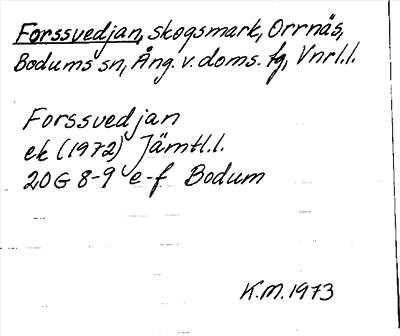 Forssvedjan, skogsmark, Orrnäs,
Bodums sn, Ång. v. doms. fg, Vnrl.l.
Forssvedjan
ek (1972) Jämtl.l.
20G 8-9 e-f Bodum
K.M. 1973